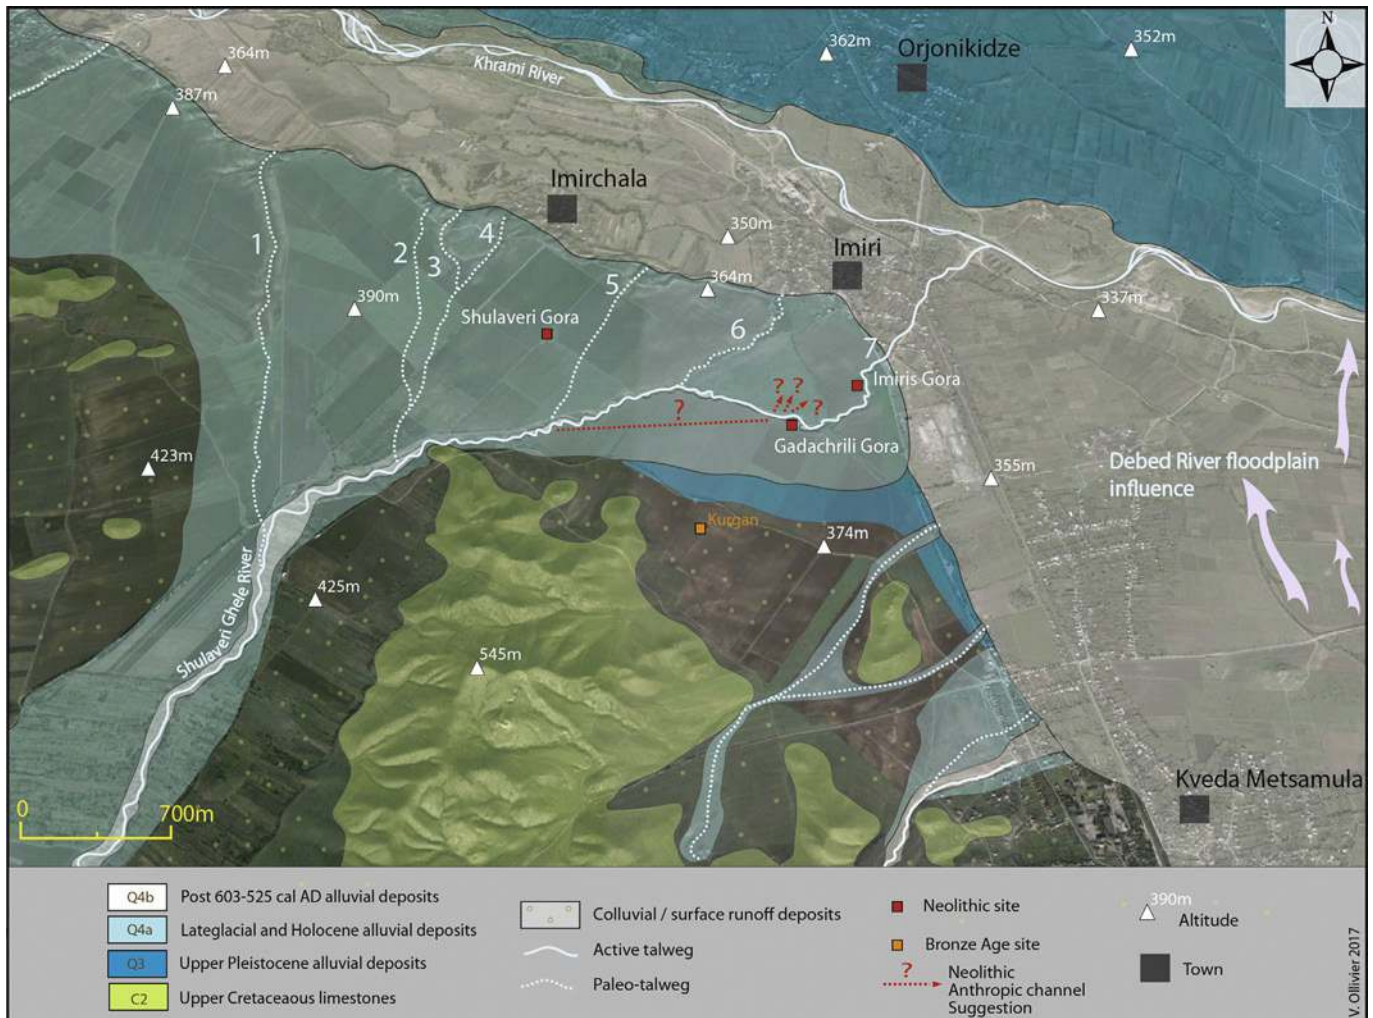 N
364m
362m
Orjonikidze
352m
Khrami River
387m
Imirchala
1
2
3
4
350m
Imiri
390m
5
364m
337m
Shulaveri Gora
6
7
? ?
?
Imiris Gora
?
Gadachrili Gora
423m
355m
Debed River floodplain
influence
Kurgan
374m
Shulaveri Ghele River
425m
545m
Kveda Metsamula
0
700m
Q4b Post 603-525 cal AD alluvial deposits
Q4a Lateglacial and Holocene alluvial deposits
Q3 Upper Pleistocene alluvial deposits
C2 Upper Cretaceaous limestones
Colluvial / surface runoff deposits
Active talweg
Paleo-talweg
Neolithic site
Bronze Age site
?
Neolithic
Anthropic channel
Suggestion
390m
Altitude
Town
V. Ollivier 2017